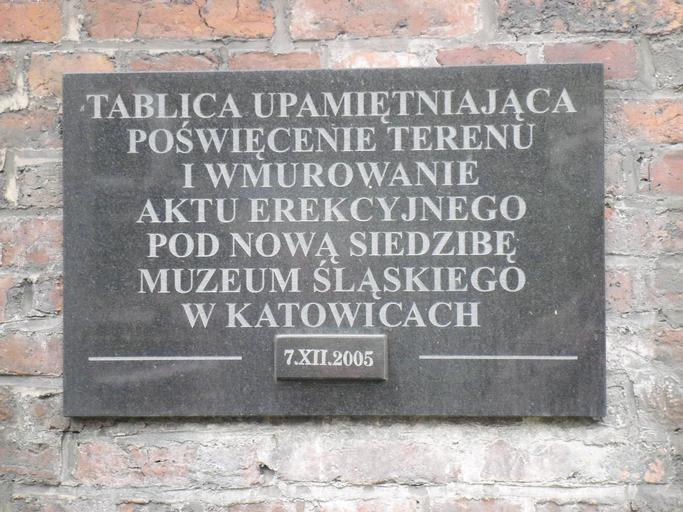 TABLICA UPAMIĘTNIAJĄCA
POŚWIĘCENIE TERENU
I WMUROWANIE
AKTU EREKCYJNEGO
POD NOWĄ SIEDZIBĘ
MUZEUM ŚLĄSKIEGO
W KATOWICACH
7.XII.2005